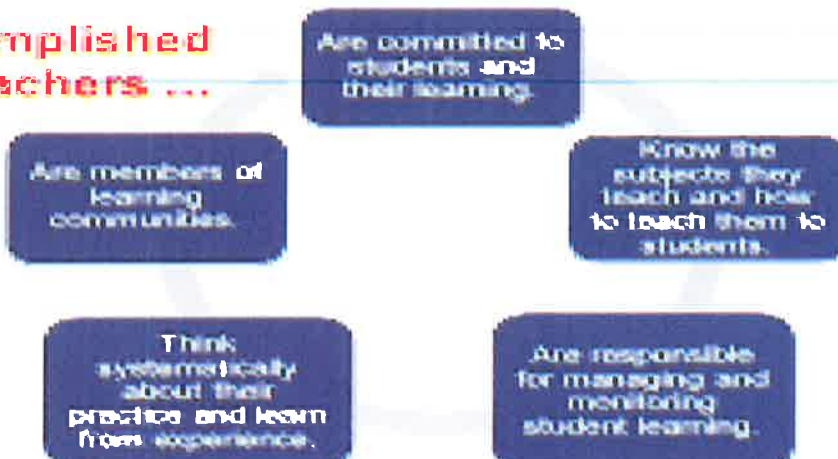 mplished
achers ...
Are committed to
students and
their learning.
Know the
subjects they
teach and how
to teach them to
students.
Are responsible
for managing and
monitoring
student learning.
Think
systematically
about their
practice and learn
from experience.
Are members of
learning
communities.